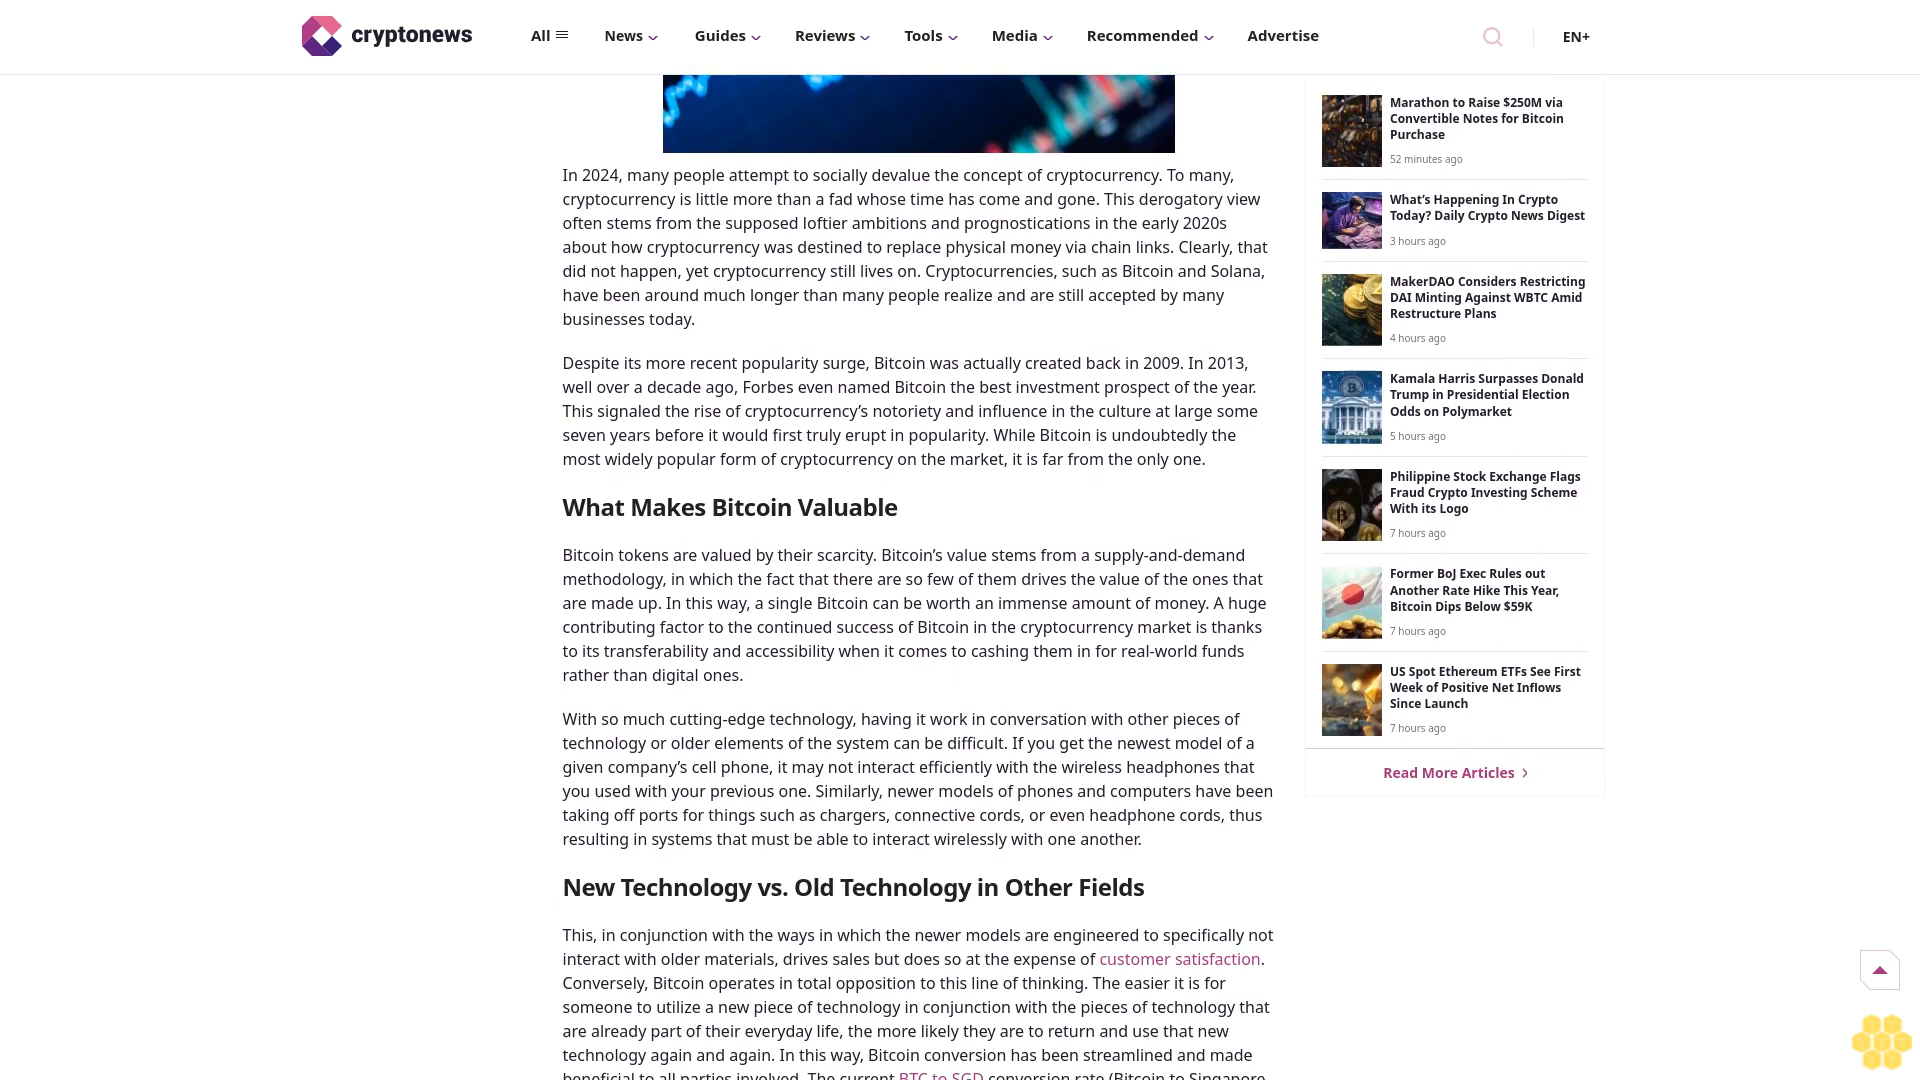 cryptonews
All
News
Guides
Reviews
Tools
Media
Recommended
Advertise
EN+
In 2024, many people attempt to socially devalue the concept of cryptocurrency. To many,
cryptocurrency is little more than a fad whose time has come and gone. This derogatory view
often stems from the supposed loftier ambitions and prognostications in the early 2020s
about how cryptocurrency was destined to replace physical money via chain links. Clearly, that
did not happen, yet cryptocurrency still lives on. Cryptocurrencies, such as Bitcoin and Solana,
have been around much longer than many people realize and are still accepted by many
businesses today.
Despite its more recent popularity surge, Bitcoin was actually created back in 2009. In 2013,
well over a decade ago, Forbes even named Bitcoin the best investment prospect of the year.
This signaled the rise of cryptocurrency’s notoriety and influence in the culture at large some
seven years before it would first truly erupt in popularity. While Bitcoin is undoubtedly the
most widely popular form of cryptocurrency on the market, it is far from the only one.
What Makes Bitcoin Valuable
Bitcoin tokens are valued by their scarcity. Bitcoin’s value stems from a supply-and-demand
methodology, in which the fact that there are so few of them drives the value of the ones that
are made up. In this way, a single Bitcoin can be worth an immense amount of money. A huge
contributing factor to the continued success of Bitcoin in the cryptocurrency market is thanks
to its transferability and accessibility when it comes to cashing them in for real-world funds
rather than digital ones.
With so much cutting-edge technology, having it work in conversation with other pieces of
technology or older elements of the system can be difficult. If you get the newest model of a
given company’s cell phone, it may not interact efficiently with the wireless headphones that
you used with your previous one. Similarly, newer models of phones and computers have been
taking off ports for things such as chargers, connective cords, or even headphone cords, thus
resulting in systems that must be able to interact wirelessly with one another.
New Technology vs. Old Technology in Other Fields
This, in conjunction with the ways in which the newer models are engineered to specifically not
interact with older materials, drives sales but does so at the expense of customer satisfaction.
Conversely, Bitcoin operates in total opposition to this line of thinking. The easier it is for
someone to utilize a new piece of technology in conjunction with the pieces of technology that
are already part of their everyday life, the more likely they are to return and use that new
technology again and again. In this way, Bitcoin conversion has been streamlined and made
beneficial to all parties involved. The current BTC to SGD conversion rate (Bitcoin to Singapore
Marathon to Raise $250M via
Convertible Notes for Bitcoin
Purchase
52 minutes ago
What’s Happening In Crypto
Today? Daily Crypto News Digest
3 hours ago
MakerDAO Considers Restricting
DAI Minting Against WBTC Amid
Restructure Plans
4 hours ago
Kamala Harris Surpasses Donald
Trump in Presidential Election
Odds on Polymarket
5 hours ago
Philippine Stock Exchange Flags
Fraud Crypto Investing Scheme
With its Logo
7 hours ago
Former BoJ Exec Rules out
Another Rate Hike This Year,
Bitcoin Dips Below $59K
7 hours ago
US Spot Ethereum ETFs See First
Week of Positive Net Inflows
Since Launch
7 hours ago
Read More Articles